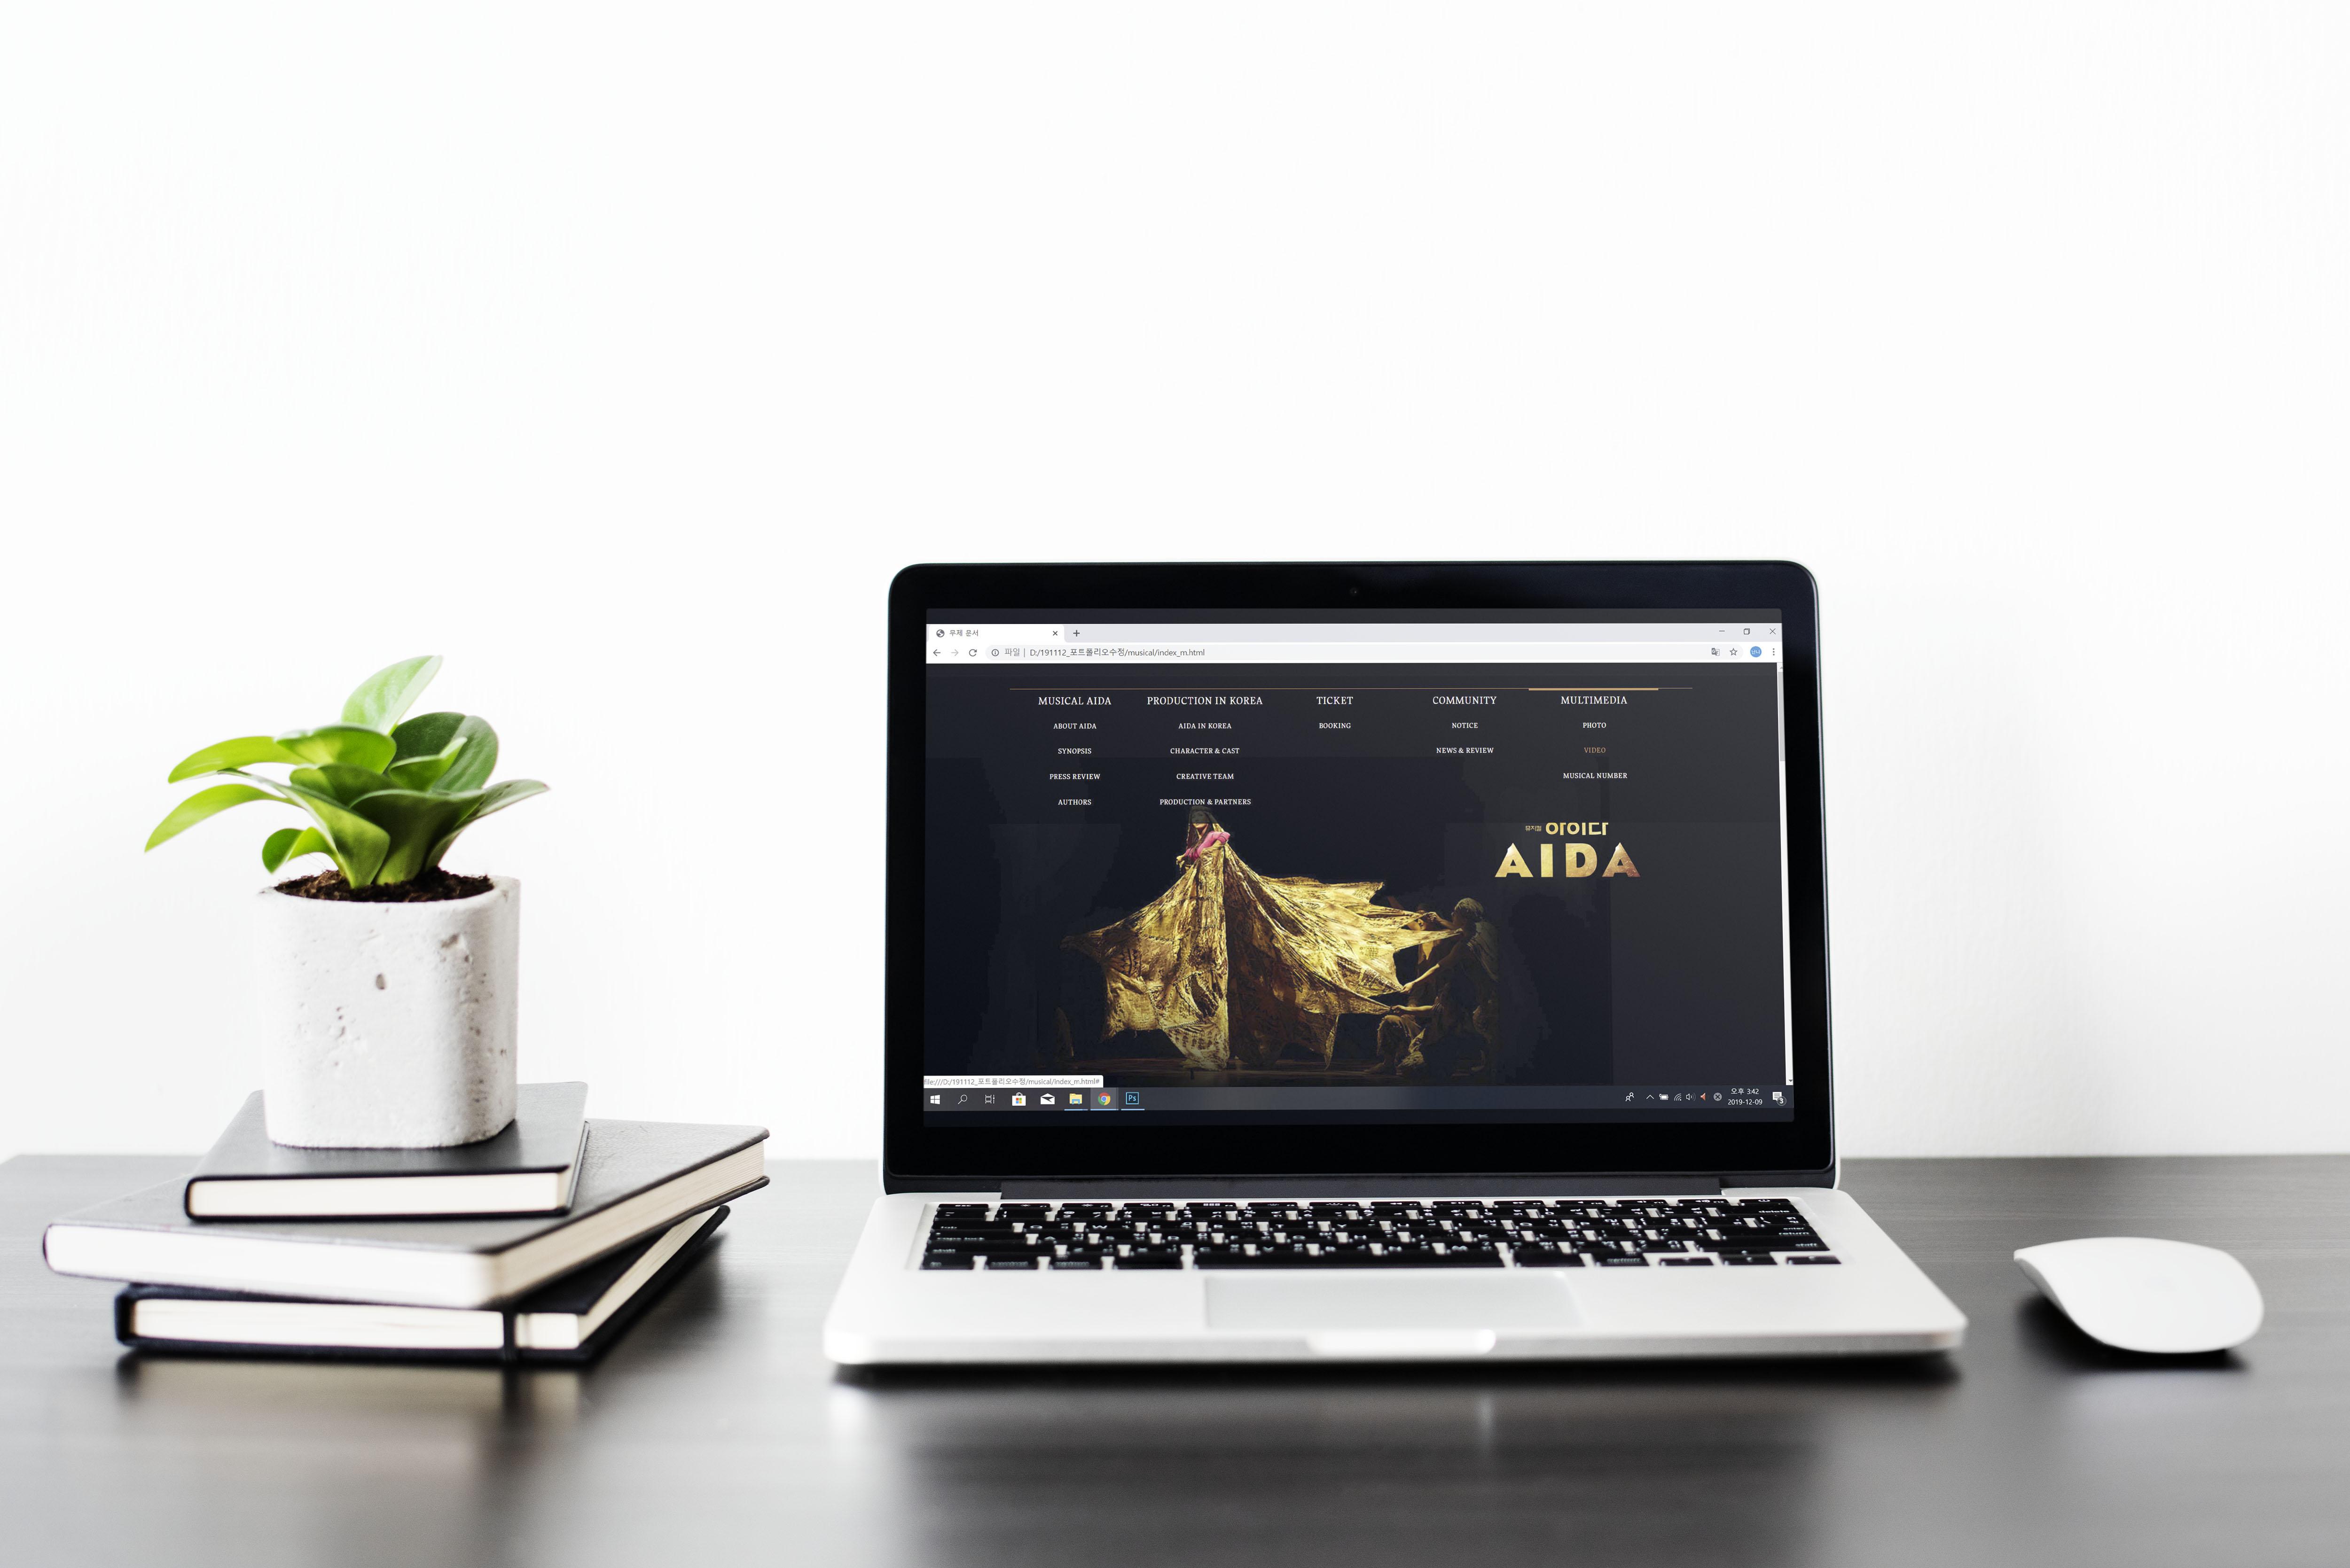 무제 문서
파일 | D:/191112_포트폴리오수정/musical/index_m.html
MUSICAL AIDA
ABOUT AIDA
SYNOPSIS
PRESS REVIEW
AUTHORS
PRODUCTION IN KOREA
AIDA IN KOREA
CHARACTER & CAST
CREATIVE TEAM
PRODUCTION & PARTNERS
TICKET
BOOKING
COMMUNITY
NOTICE
NEWS & REVIEW
MULTIMEDIA
PHOTO
VIDEO
MUSICAL NUMBER
뮤지컬 아이다
AIDA
file:///D:/191112_포트폴리오수정/musical/index_m.html#
Ps
오후 3:42
2019-12-09
3